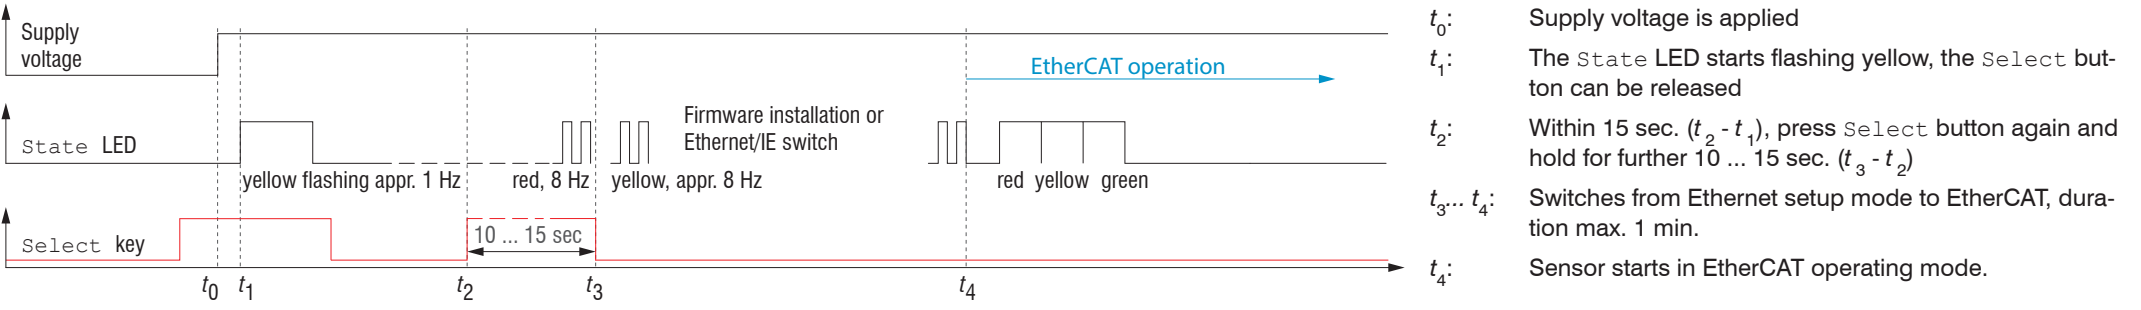 Supply
voltage
EtherCAT operation
State LED
Firmware installation or
Ethernet/IE switch
yellow flashing appr. 1 Hz
red, 8 Hz
yellow, appr. 8 Hz
red yellow green
Select key
10 ... 15 sec
t0
t1
t2
t3
t4
t0: Supply voltage is applied
t1: The State LED starts flashing yellow, the Select but-
ton can be released
t2: Within 15 sec. (t2 - t1), press Select button again and
hold for further 10 ... 15 sec. (t3 - t2)
t3... t4: Switches from Ethernet setup mode to EtherCAT, dura-
tion max. 1 min.
t4: Sensor starts in EtherCAT operating mode.